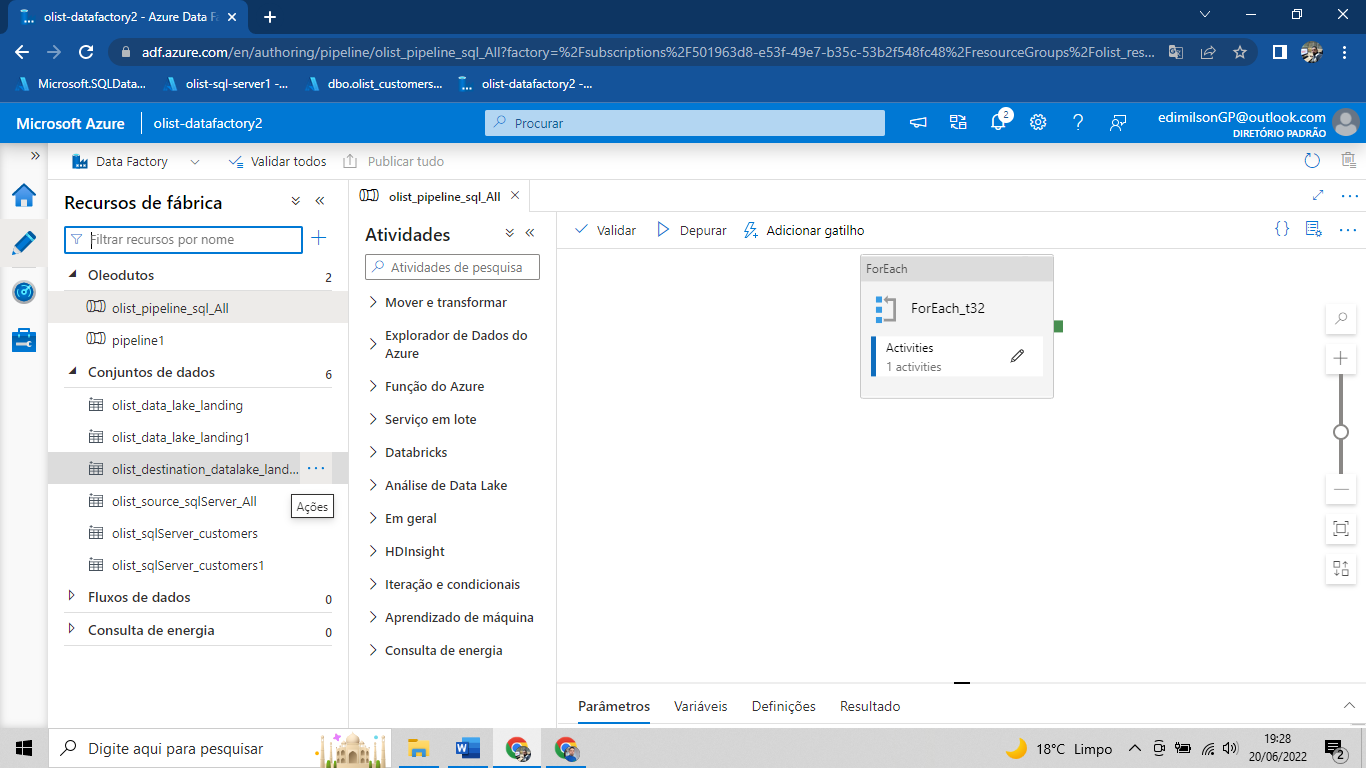 olist-datafactory2 - Azure Data Fa
adf.azure.com/en/authoring/pipeline/olist_pipeline_sql_All?factory=%2Fsubscriptions%2F501963d8-e53f-49e7-b35c-53b2f548fc48%2FresourceGroups%2Folist_res...
Microsoft.SQLData...
olist-sql-server1 -...
dbo.olist_customers...
olist-datafactory2 -...
Microsoft Azure
olist-datafactory2
Procurar
2
edimilsonGP@outlook.com
DIRETÓRIO PADRÃO
Data Factory
Validar todos
Publicar tudo
Recursos de fábrica
Filtrar recursos por nome
Oleodutos 2
olist_pipeline_sql_All
pipeline1
Conjuntos de dados 6
olist_data_lake_landing
olist_data_lake_landing1
olist_destination_datalake_land...
olist_source_sqlServer_All
Ações
olist_sqlServer_customers
olist_sqlServer_customers1
Fluxos de dados 0
Consulta de energia 0
olist_pipeline_sql_All
Atividades
Atividades de pesquisa
Mover e transformar
Explorador de Dados do
Azure
Função do Azure
Serviço em lote
Databricks
Análise de Data Lake
Em geral
HDInsight
Iteração e condicionais
Aprendizado de máquina
Consulta de energia
Validar
Depurar
Adicionar gatilho
ForEach
ForEach_t32
Activities
1 activities
Parâmetros
Variáveis
Definições
Resultado
Digite aqui para pesquisar
18°C Limpo
19:28
20/06/2022
2